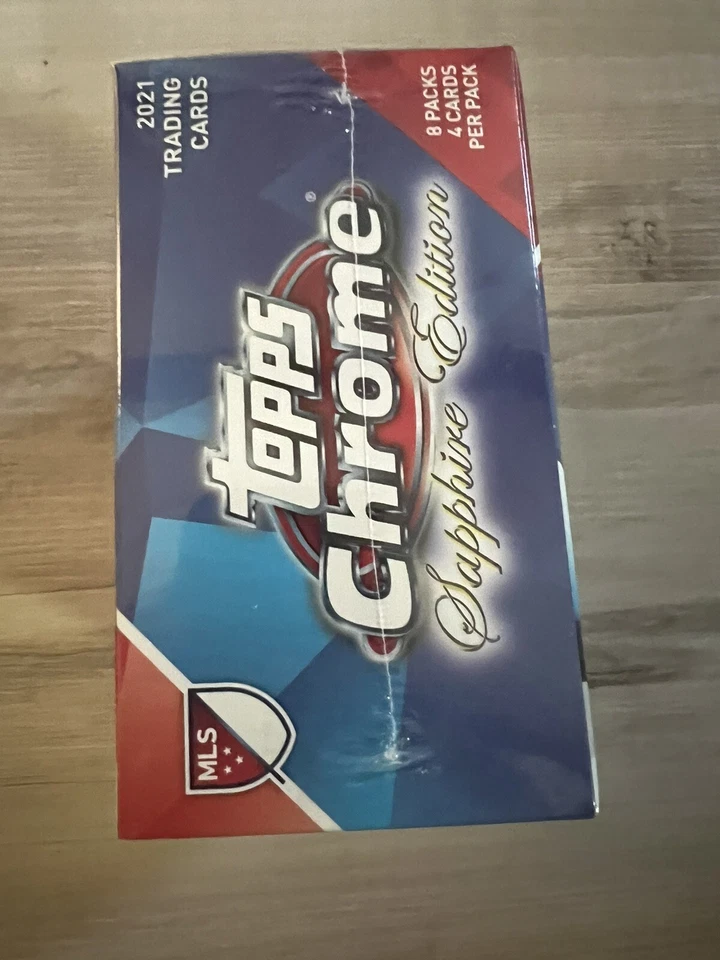 2021
TRADING
CARDS
8 PACKS
4 CARDS
PER PACK
topps
®
Chrome
Sapphire Edition
MLS